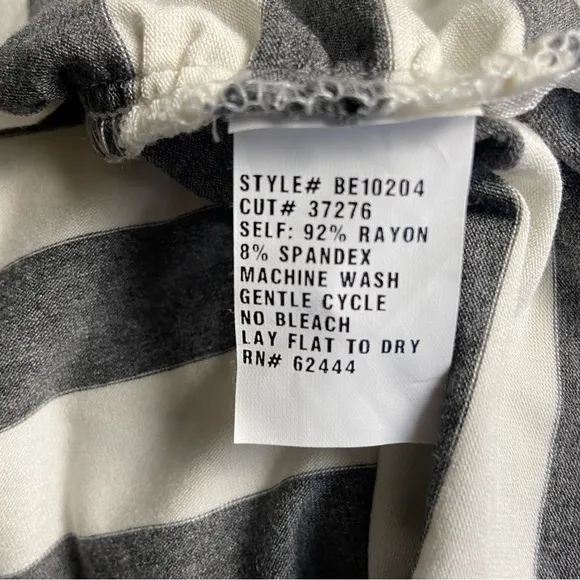 STYLE# BE10204
CUT# 37276
SELF: 92% RAYON
8% SPANDEX
MACHINE WASH
GENTLE CYCLE
NO BLEACH
LAY FLAT TO DRY
RN# 62444